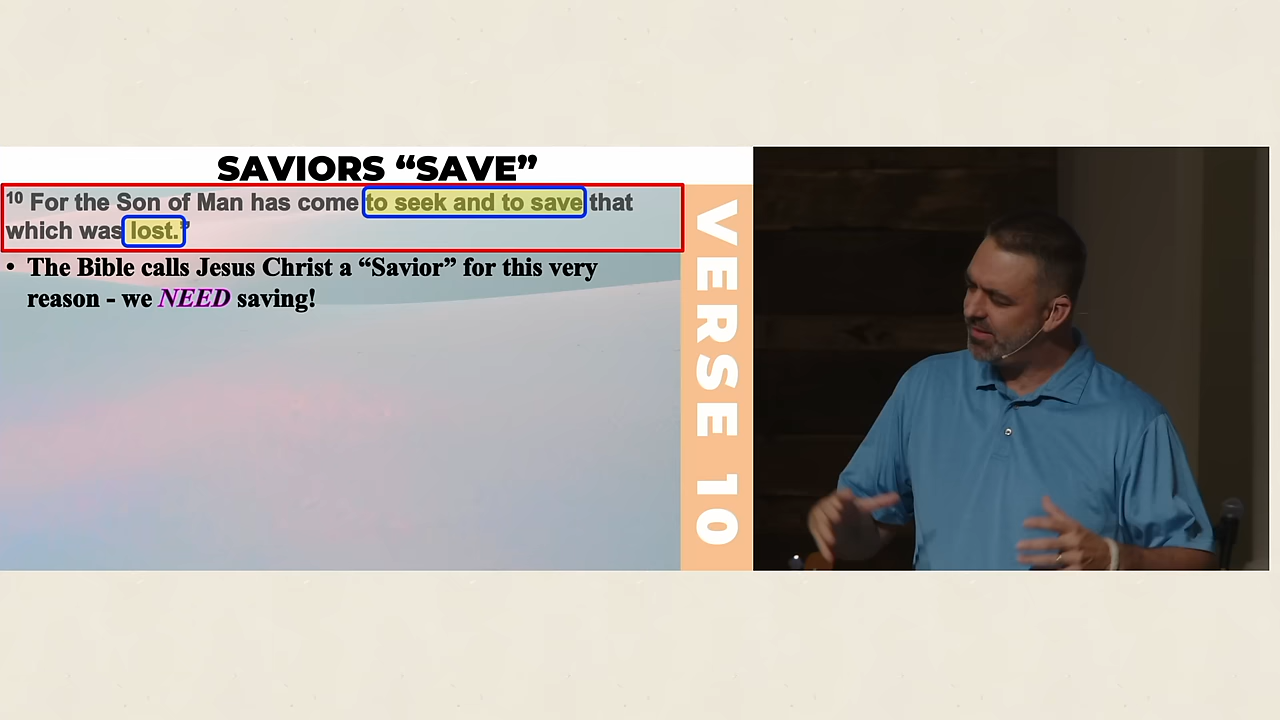 SAVIORS “SAVE”
10 For the Son of Man has come to seek and to save that
which was lost.”
• The Bible calls Jesus Christ a “Savior” for this very
reason - we NEED saving!
VERSE 10